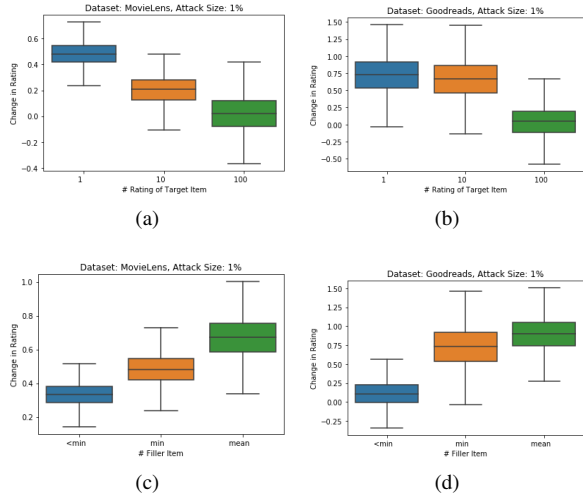 Dataset: MovieLens, Attack Size: 1%
Change in Rating
0.6
0.4
0.2
0.0
−0.2
−0.4
1 10 100
# Rating of Target Item
(a)
Dataset: Goodreads, Attack Size: 1%
Change in Rating
1.50
1.25
1.00
0.75
0.50
0.25
0.00
−0.25
−0.50
1 10 100
# Rating of Target Item
(b)
Dataset: MovieLens, Attack Size: 1%
Change in Rating
1.0
0.8
0.6
0.4
0.2
<min min mean
# Filler Item
(c)
Dataset: Goodreads, Attack Size: 1%
Change in Rating
1.50
1.25
1.00
0.75
0.50
0.25
0.00
−0.25
<min min mean
# Filler Item
(d)